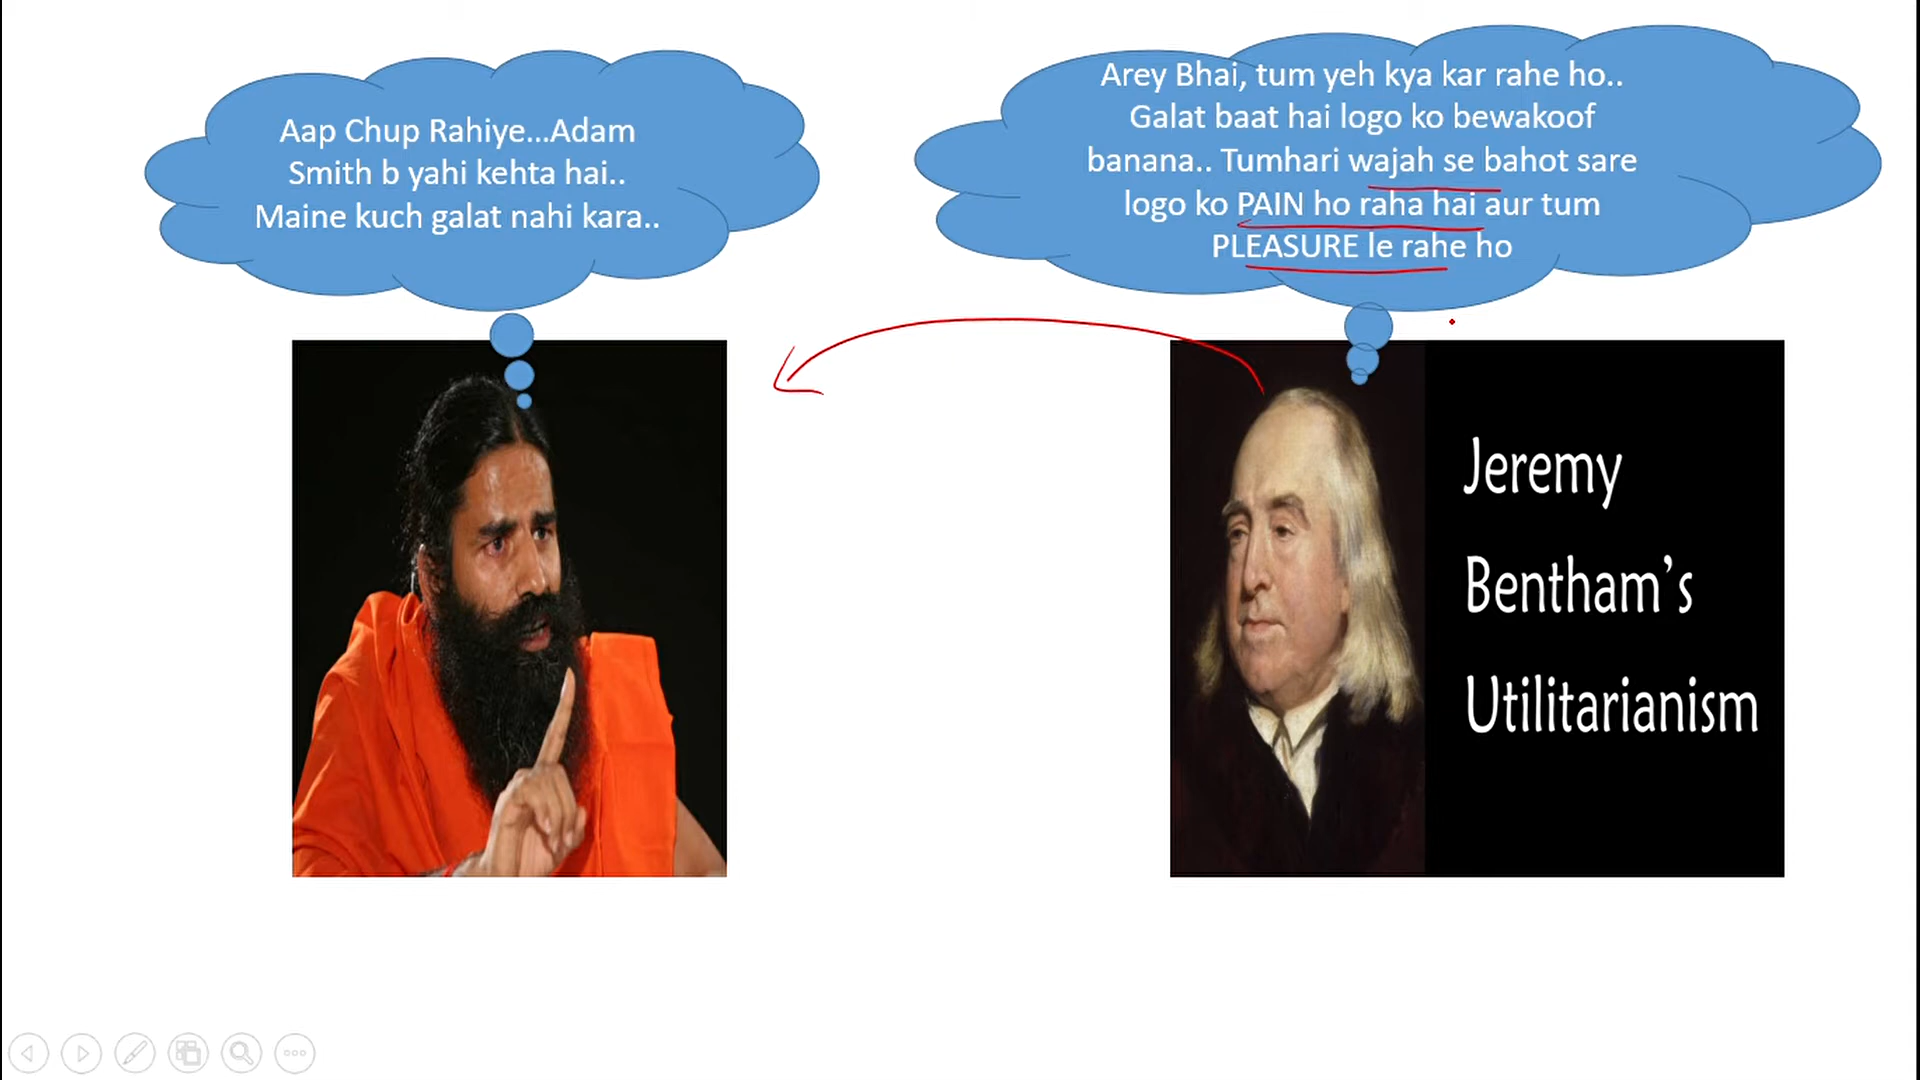 Aap Chup Rahiye...Adam
Smith b yahi kehta hai..
Maine kuch galat nahi kara..
Arey Bhai, tum yeh kya kar rahe ho..
Galat baat hai logo ko bewakoof
banana.. Tumhari wajah se bahot sare
logo ko PAIN ho raha hai aur tum
PLEASURE le rahe ho
Jeremy
Bentham's
Utilitarianism